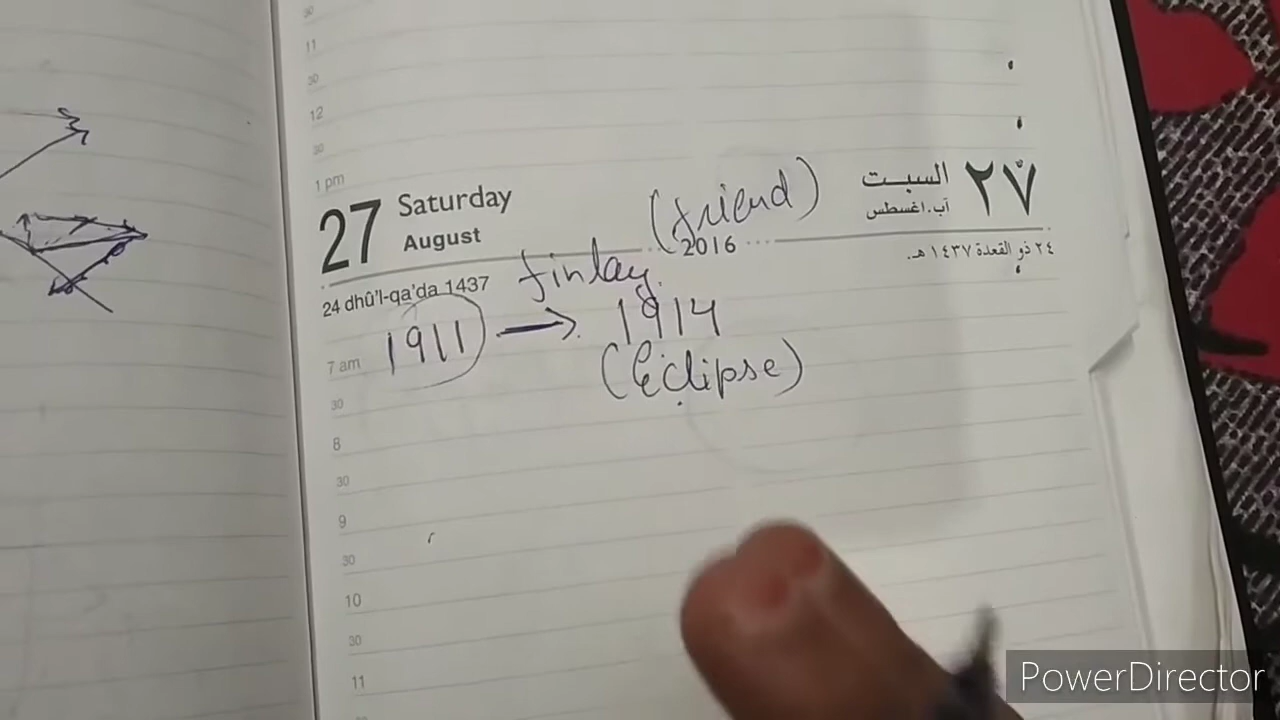 30
11
30
12
30
1 pm
27 Saturday
August
(friend)
2016
السبت ٢٧
آب.اغسطس
24 dhû'l-qa'da 1437
finlay.
٢٤ ذو القعدة ١٤٣٧ هـ.
1911 → 1914
7 am
(Eclipse)
30
8
30
9
30
10
30
11
PowerDirector